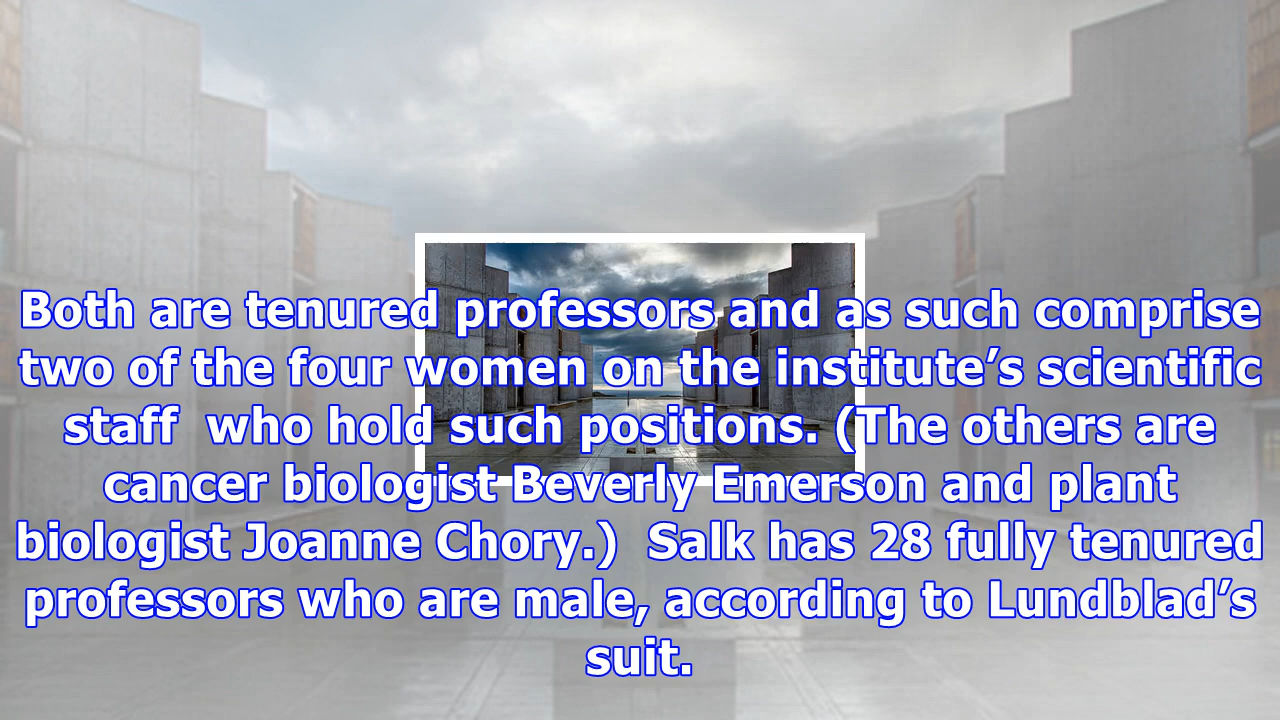 Both are tenured professors and as such comprise
two of the four women on the institute’s scientific
staff  who hold such positions. (The others are
cancer biologist Beverly Emerson and plant
biologist Joanne Chory.)  Salk has 28 fully tenured
professors who are male, according to Lundblad’s
suit.